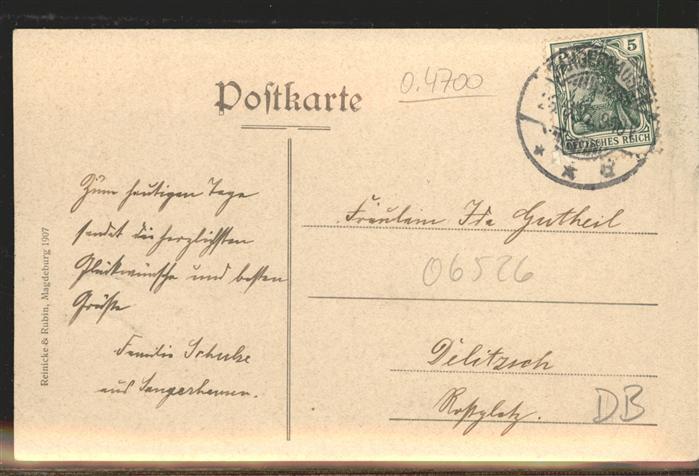 Postkarte
0.4700
5
SANGERHAUSEN
DEUTSCHES REICH
* * d
Zum heutigen Tage
sendet die herzlichsten
Glückwünsche und besten
Grüße
Familie Schulze
aus Sangerhausen.
Fräulein Ida Gutheil
06526
Delitzsch
Roßplatz.
DB
Reinicke & Rubin, Magdeburg 1907